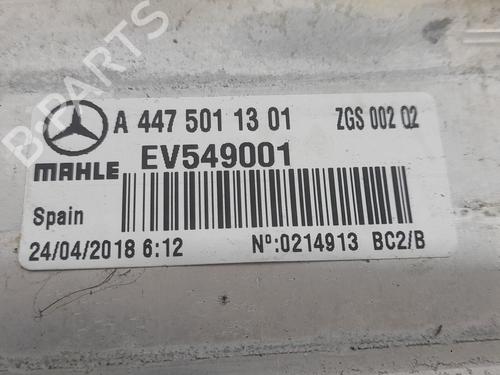 A 447 501 13 01 ZGS 002 02
MAHLE EV549001
Spain
24/04/2018 6:12 Nº:0214913 BC2/B
B-PARTS